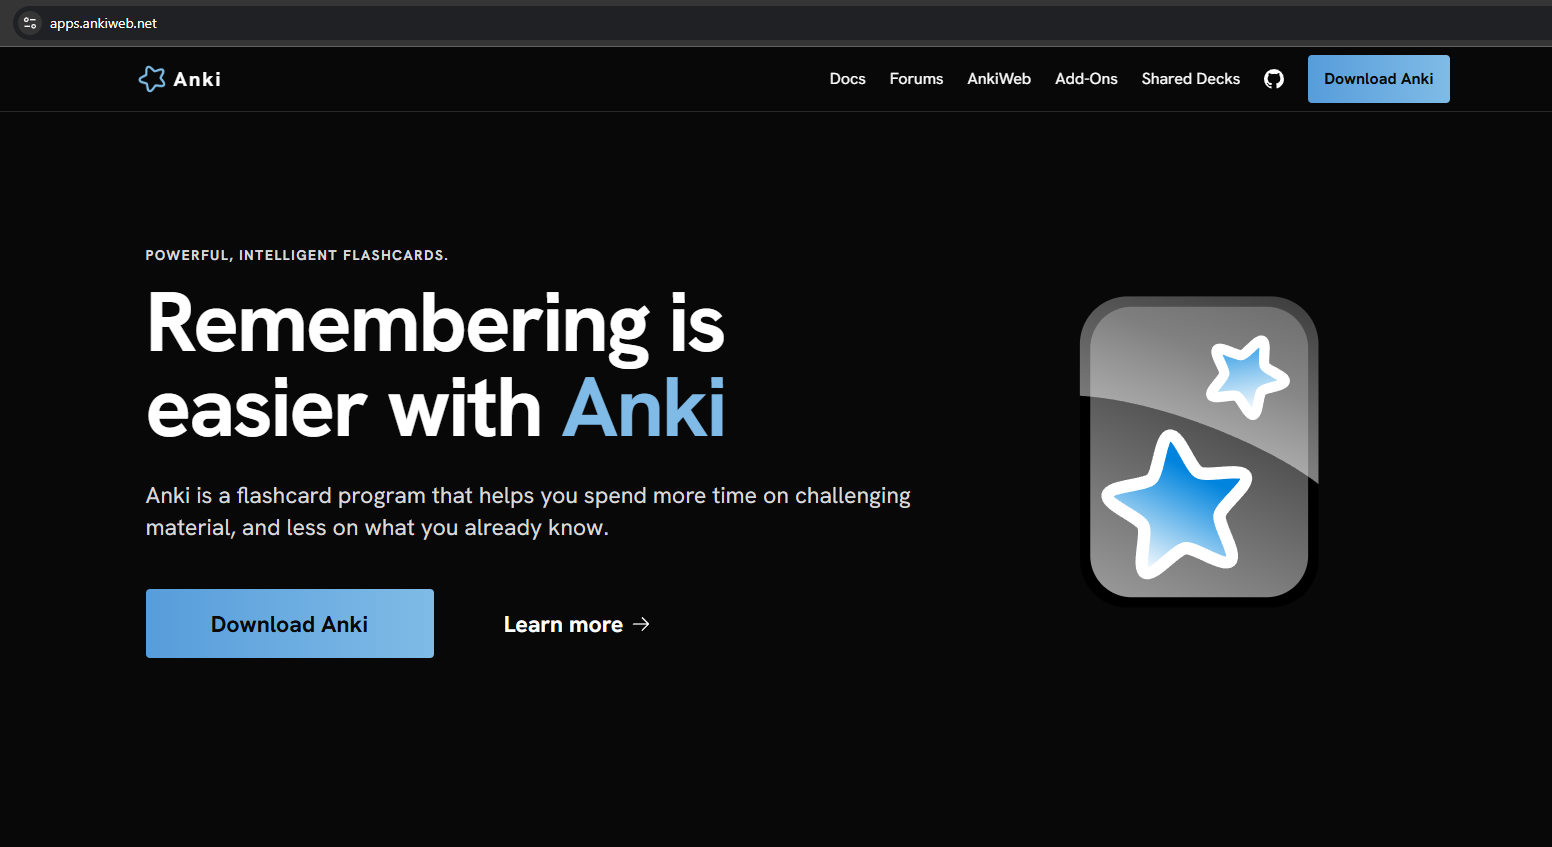 apps.ankiweb.net
Anki
Docs Forums AnkiWeb Add-Ons Shared Decks Download Anki
POWERFUL, INTELLIGENT FLASHCARDS.
Remembering is
easier with Anki
Anki is a flashcard program that helps you spend more time on challenging
material, and less on what you already know.
Download Anki Learn more →